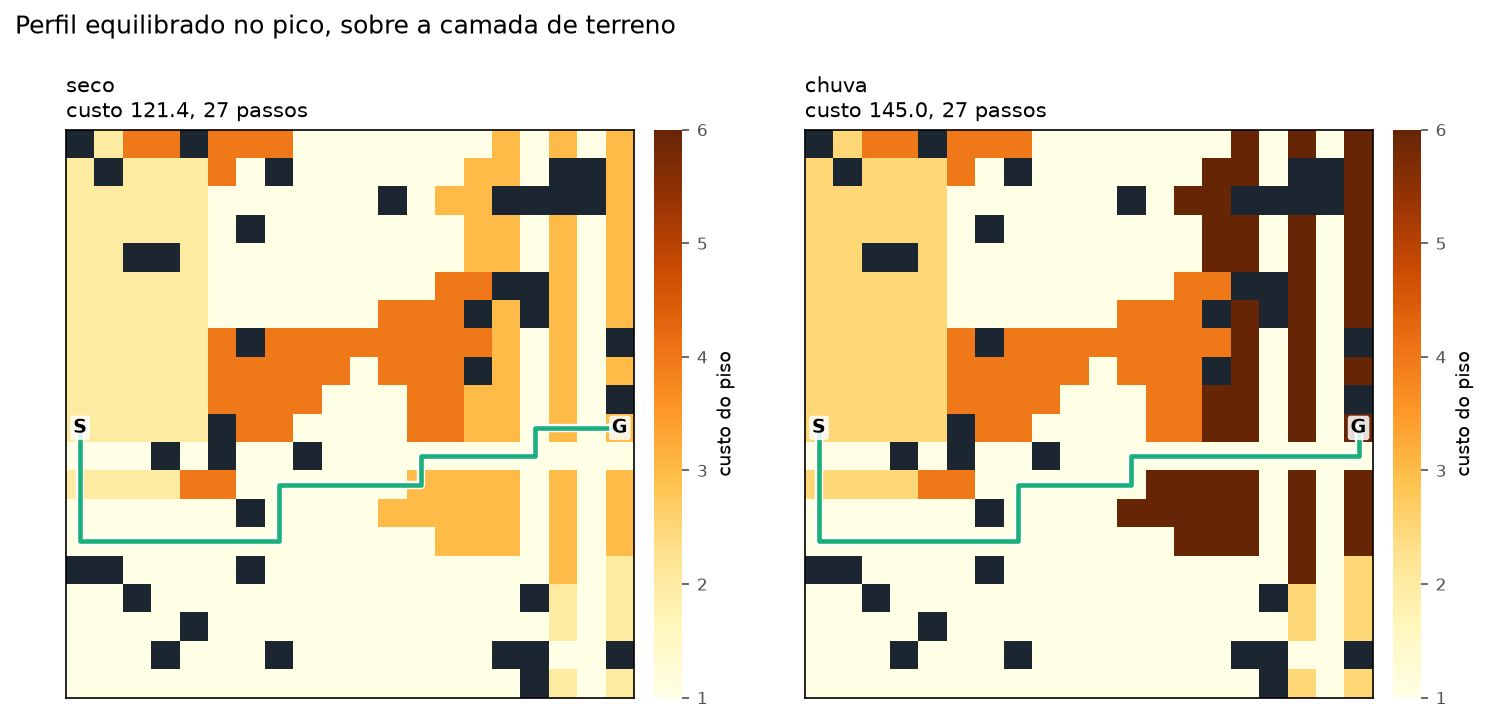 Perfil equilibrado no pico, sobre a camada de terreno
seco
custo 121.4, 27 passos
S
G
6
5
4
3
2
1
custo do piso
chuva
custo 145.0, 27 passos
S
G
6
5
4
3
2
1
custo do piso